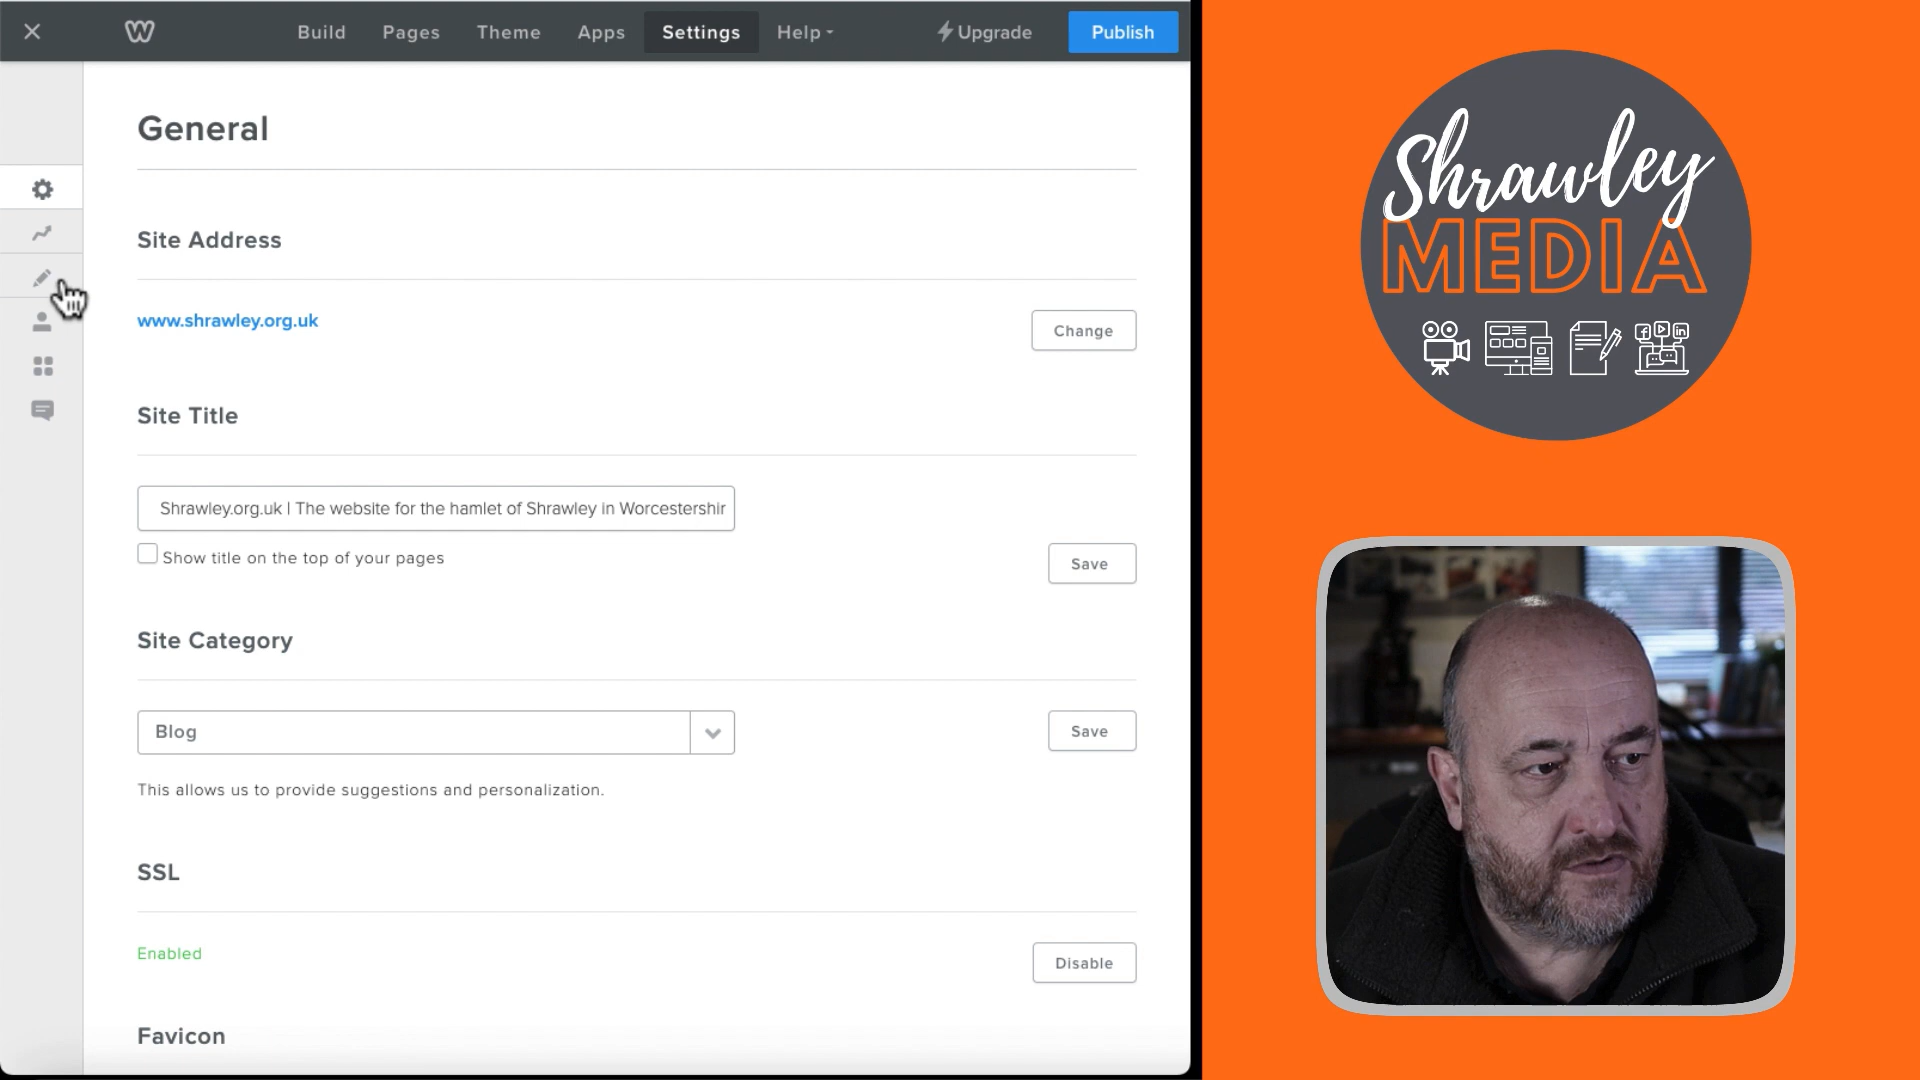 Build Pages Theme Apps Settings Help Upgrade Publish
General
Site Address
www.shrawley.org.uk
Change
Site Title
Shrawley.org.uk | The website for the hamlet of Shrawley in Worcestershir
Show title on the top of your pages
Save
Site Category
Blog
Save
This allows us to provide suggestions and personalization.
SSL
Enabled
Disable
Favicon
Shrawley
MEDIA